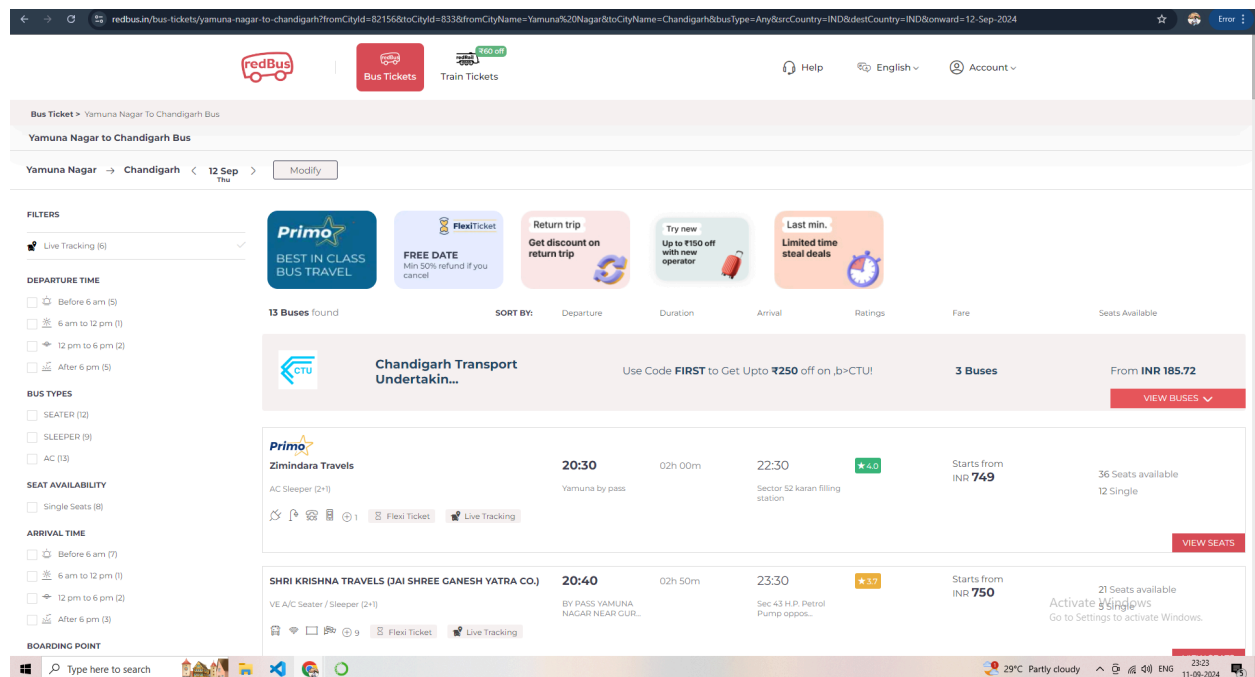 redbus.in/bus-tickets/yamuna-nagar-to-chandigarh?fromCityId=82156&toCityId=833&fromCityName=Yamuna%20Nagar&toCityName=Chandigarh&busType=Any&srcCountry=IND&destCountry=IND&onward=12-Sep-2024
Error
redBus
Bus Tickets
redRail
₹60 off
Train Tickets
Help
English
Account
Bus Ticket > Yamuna Nagar To Chandigarh Bus
Yamuna Nagar to Chandigarh Bus
Yamuna Nagar → Chandigarh < 12 Sep > Modify
Thu
FILTERS
Live Tracking (6)
DEPARTURE TIME
Before 6 am (5)
6 am to 12 pm (1)
12 pm to 6 pm (2)
After 6 pm (5)
BUS TYPES
SEATER (12)
SLEEPER (9)
AC (13)
SEAT AVAILABILITY
Single Seats (8)
ARRIVAL TIME
Before 6 am (7)
6 am to 12 pm (1)
12 pm to 6 pm (2)
After 6 pm (3)
BOARDING POINT
Primo
BEST IN CLASS
BUS TRAVEL
FlexiTicket
FREE DATE
Min 50% refund if you
cancel
Return trip
Get discount on
return trip
Try new
Up to ₹150 off
with new
operator
Last min.
Limited time
steal deals
13 Buses found SORT BY: Departure Duration Arrival Ratings Fare Seats Available
CTU
Chandigarh Transport
Undertakin...
Use Code FIRST to Get Upto ₹250 off on ,b>CTU!
3 Buses
From INR 185.72
VIEW BUSES
Primo
Zimindara Travels
AC Sleeper (2+1)
20:30
Yamuna by pass
02h 00m
22:30
Sector 52 karan filling
station
★ 4.0
Starts from
INR 749
36 Seats available
12 Single
1 Flexi Ticket Live Tracking
VIEW SEATS
SHRI KRISHNA TRAVELS (JAI SHREE GANESH YATRA CO.)
VE A/C Seater / Sleeper (2+1)
20:40
BY PASS YAMUNA
NAGAR NEAR GUR...
02h 50m
23:30
Sec 43 H.P. Petrol
Pump oppos...
★ 3.7
Starts from
INR 750
21 Seats available
5 Single
9 Flexi Ticket Live Tracking
Activate Windows
Go to Settings to activate Windows.
Type here to search
29°C Partly cloudy
ENG
23:23
11-09-2024